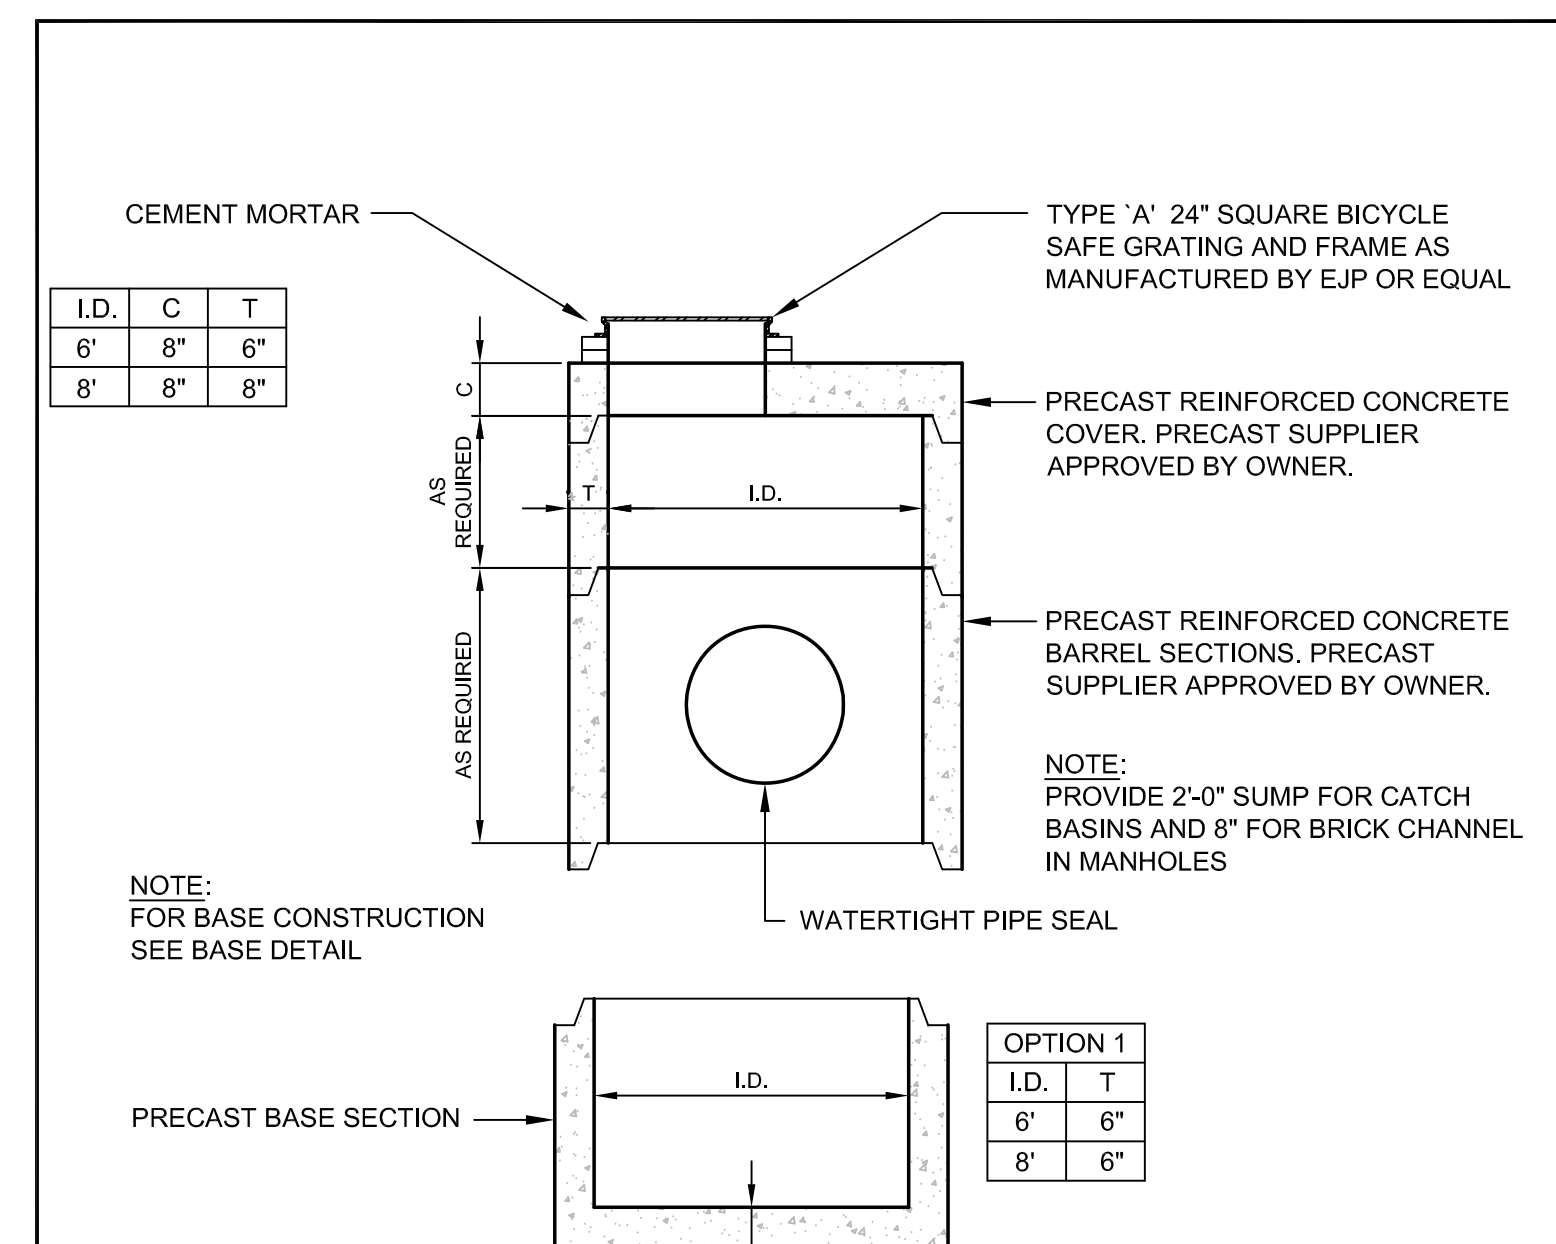 CEMENT MORTAR
TYPE `A' 24" SQUARE BICYCLE
SAFE GRATING AND FRAME AS
MANUFACTURED BY EJP OR EQUAL
I.D. C T
6' 8" 6"
8' 8" 8"
C
PRECAST REINFORCED CONCRETE
COVER. PRECAST SUPPLIER
APPROVED BY OWNER.
AS
REQUIRED
T
I.D.
AS REQUIRED
PRECAST REINFORCED CONCRETE
BARREL SECTIONS. PRECAST
SUPPLIER APPROVED BY OWNER.
NOTE:
PROVIDE 2'-0" SUMP FOR CATCH
BASINS AND 8" FOR BRICK CHANNEL
IN MANHOLES
NOTE:
FOR BASE CONSTRUCTION
SEE BASE DETAIL
WATERTIGHT PIPE SEAL
PRECAST BASE SECTION
I.D.
OPTION 1
I.D. T
6' 6"
8' 6"